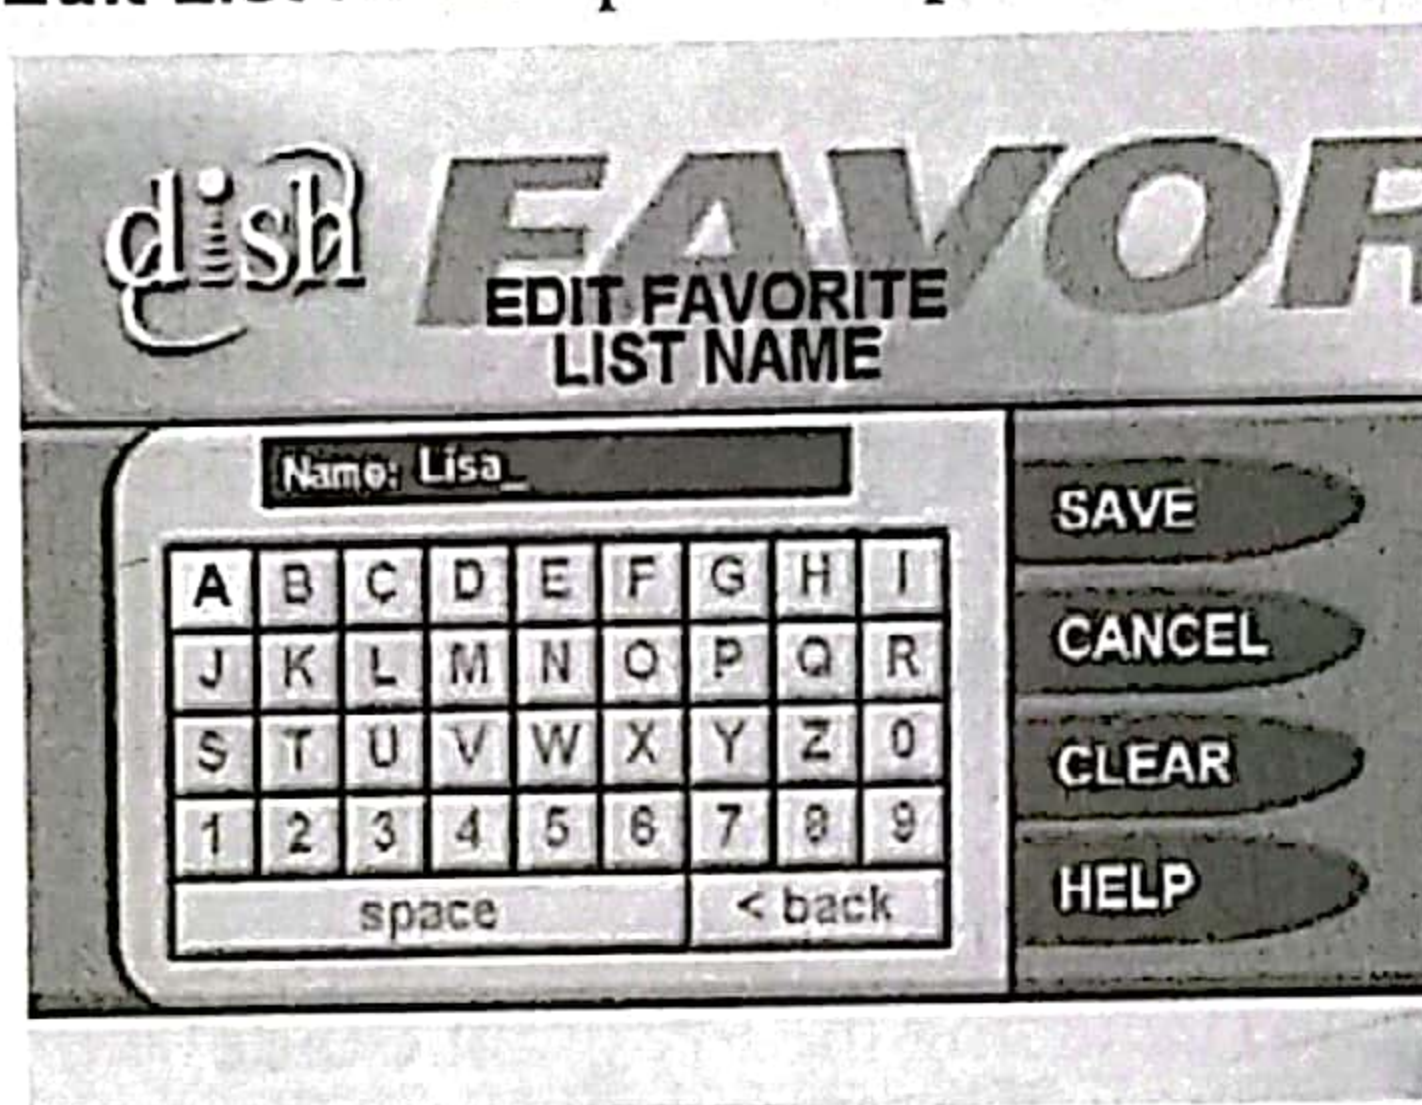 dish
FAVOR
EDIT FAVORITE
LIST NAME
Name: Lisa_
A B C D E F G H I
J K L M N O P Q R
S T U V W X Y Z 0
1 2 3 4 5 6 7 8 9
space < back
SAVE
CANCEL
CLEAR
HELP